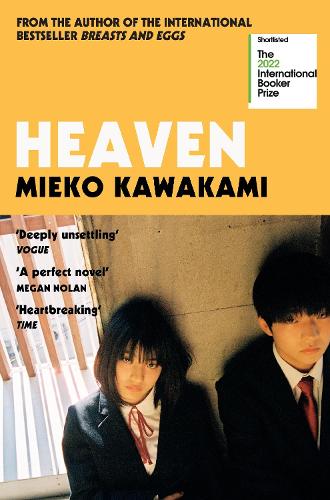 FROM THE AUTHOR OF THE INTERNATIONAL
BESTSELLER BREASTS AND EGGS
Shortlisted
The
2022
International
Booker
Prize
HEAVEN
MIEKO KAWAKAMI
'Deeply unsettling'
VOGUE
'A perfect novel'
MEGAN NOLAN
'Heartbreaking'
TIME